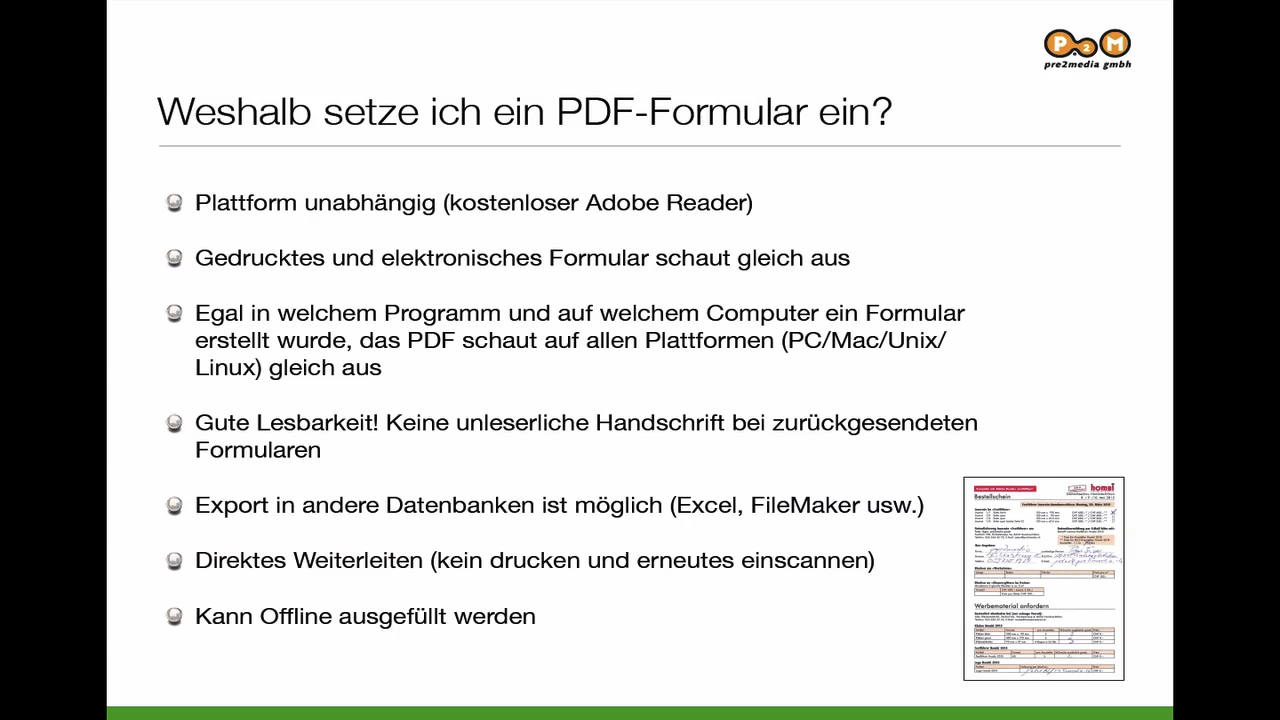 P2M
pre2media gmbh
Weshalb setze ich ein PDF-Formular ein?
Plattform unabhängig (kostenloser Adobe Reader)
Gedrucktes und elektronisches Formular schaut gleich aus
Egal in welchem Programm und auf welchem Computer ein Formular
erstellt wurde, das PDF schaut auf allen Plattformen (PC/Mac/Unix/
Linux) gleich aus
Gute Lesbarkeit! Keine unleserliche Handschrift bei zurückgesendeten
Formularen
Export in andere Datenbanken ist möglich (Excel, FileMaker usw.)
Direktes Weiterleiten (kein drucken und erneutes einscannen)
Kann Offline ausgefüllt werden
homsi
Bestellschein
Werbematerial anfordern